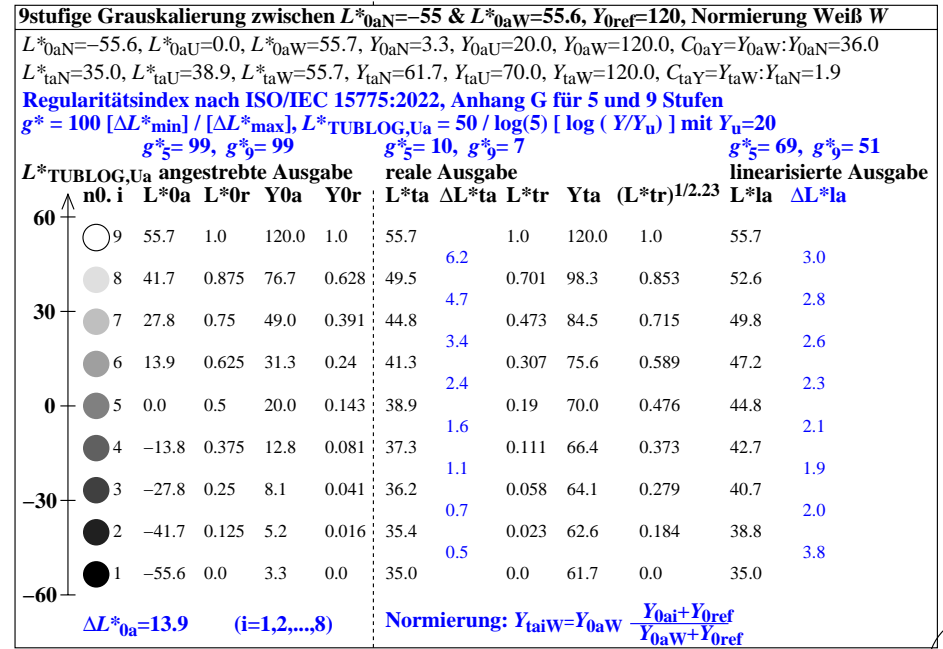 9stufige Grauskalierung zwischen L*0aN=−55 & L*0aW=55.6, Y0ref=120, Normierung Weiß W
L*0aN=−55.6, L*0aU=0.0, L*0aW=55.7, Y0aN=3.3, Y0aU=20.0, Y0aW=120.0, C0aY=Y0aW:Y0aN=36.0
L*taN=35.0, L*taU=38.9, L*taW=55.7, YtaN=61.7, YtaU=70.0, YtaW=120.0, CtaY=YtaW:YtaN=1.9
Regularitätsindex nach ISO/IEC 15775:2022, Anhang G für 5 und 9 Stufen
g* = 100 [ΔL*min] / [ΔL*max], L*TUBLOG,Ua = 50 / log(5) [ log ( Y/Yu) ] mit Yu=20
g*5= 99, g*9= 99 g*5= 10, g*9= 7 g*5= 69, g*9= 51
L*TUBLOG,Ua angestrebte Ausgabe reale Ausgabe linearisierte Ausgabe
n0. i L*0a L*0r Y0a Y0r L*ta ΔL*ta L*tr Yta (L*tr)1/2.23 L*la ΔL*la
60
9 55.7 1.0 120.0 1.0 55.7 1.0 120.0 1.0 55.7
6.2 3.0
8 41.7 0.875 76.7 0.628 49.5 0.701 98.3 0.853 52.6
4.7 2.8
30
7 27.8 0.75 49.0 0.391 44.8 0.473 84.5 0.715 49.8
3.4 2.6
6 13.9 0.625 31.3 0.24 41.3 0.307 75.6 0.589 47.2
2.4 2.3
0 5 0.0 0.5 20.0 0.143 38.9 0.19 70.0 0.476 44.8
1.6 2.1
4 −13.8 0.375 12.8 0.081 37.3 0.111 66.4 0.373 42.7
1.1 1.9
3 −27.8 0.25 8.1 0.041 36.2 0.058 64.1 0.279 40.7
−30
0.7 2.0
2 −41.7 0.125 5.2 0.016 35.4 0.023 62.6 0.184 38.8
0.5 3.8
1 −55.6 0.0 3.3 0.0 35.0 0.0 61.7 0.0 35.0
−60
ΔL*0a=13.9 (i=1,2,...,8) Normierung: YtaiW=Y0aW Y0ai+Y0ref
Y0aW+Y0ref